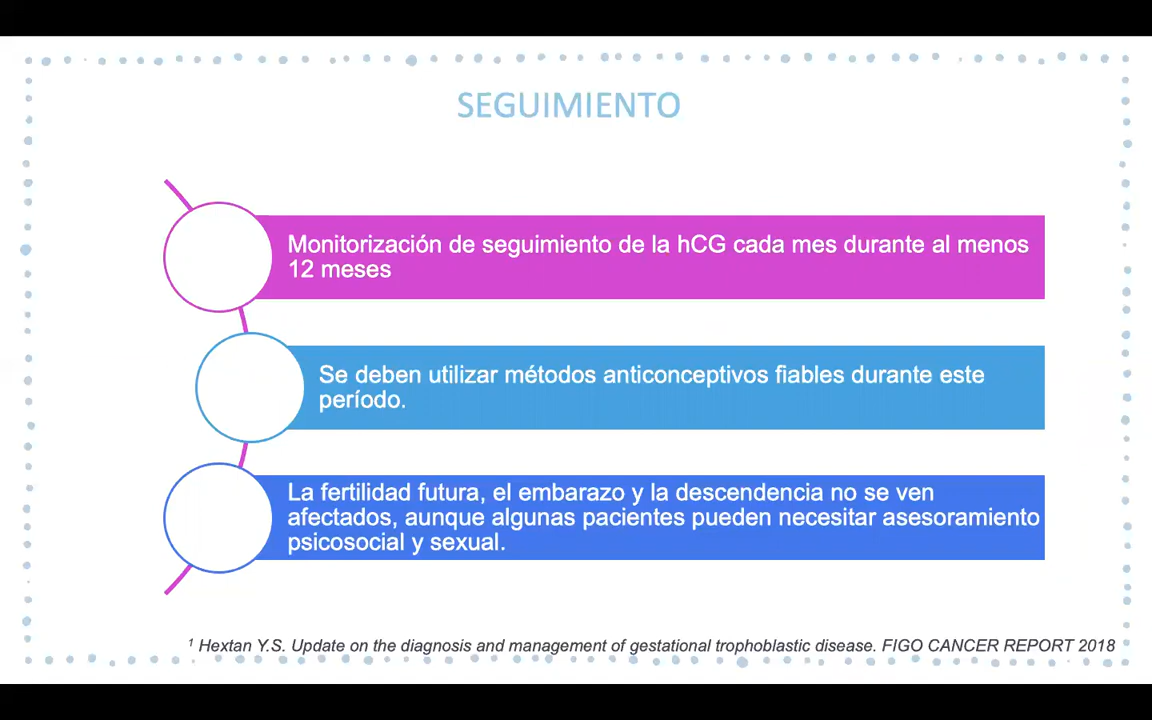 SEGUIMIENTO
Monitorización de seguimiento de la hCG cada mes durante al menos
12 meses
Se deben utilizar métodos anticonceptivos fiables durante este
período.
La fertilidad futura, el embarazo y la descendencia no se ven
afectados, aunque algunas pacientes pueden necesitar asesoramiento
psicosocial y sexual.
¹ Hextan Y.S. Update on the diagnosis and management of gestational trophoblastic disease. FIGO CANCER REPORT 2018